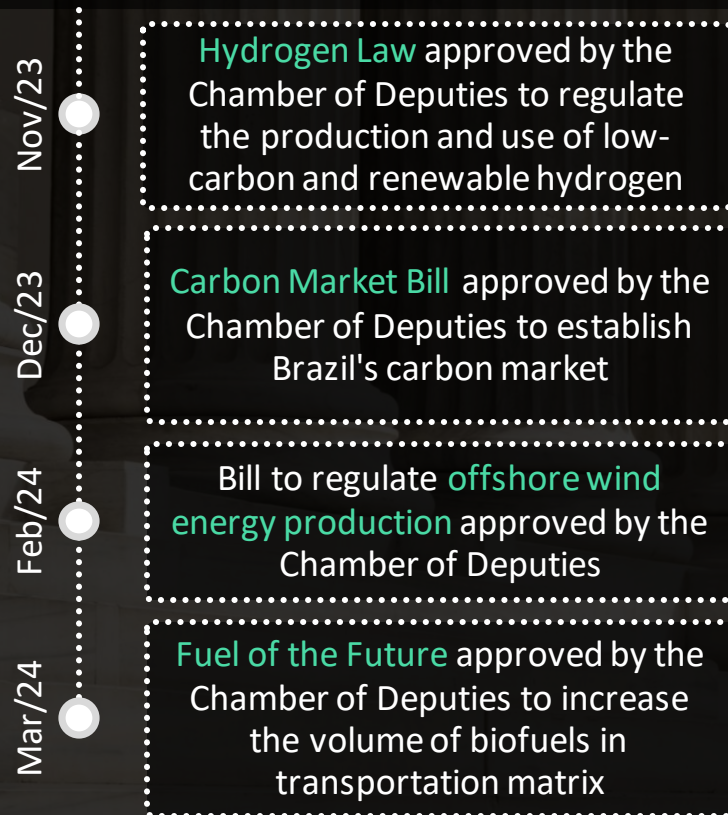 Nov/23
Hydrogen Law approved by the
Chamber of Deputies to regulate
the production and use of low-
carbon and renewable hydrogen
Dec/23
Carbon Market Bill approved by the
Chamber of Deputies to establish
Brazil's carbon market
Feb/24
Bill to regulate offshore wind
energy production approved by the
Chamber of Deputies
Mar/24
Fuel of the Future approved by the
Chamber of Deputies to increase
the volume of biofuels in
transportation matrix